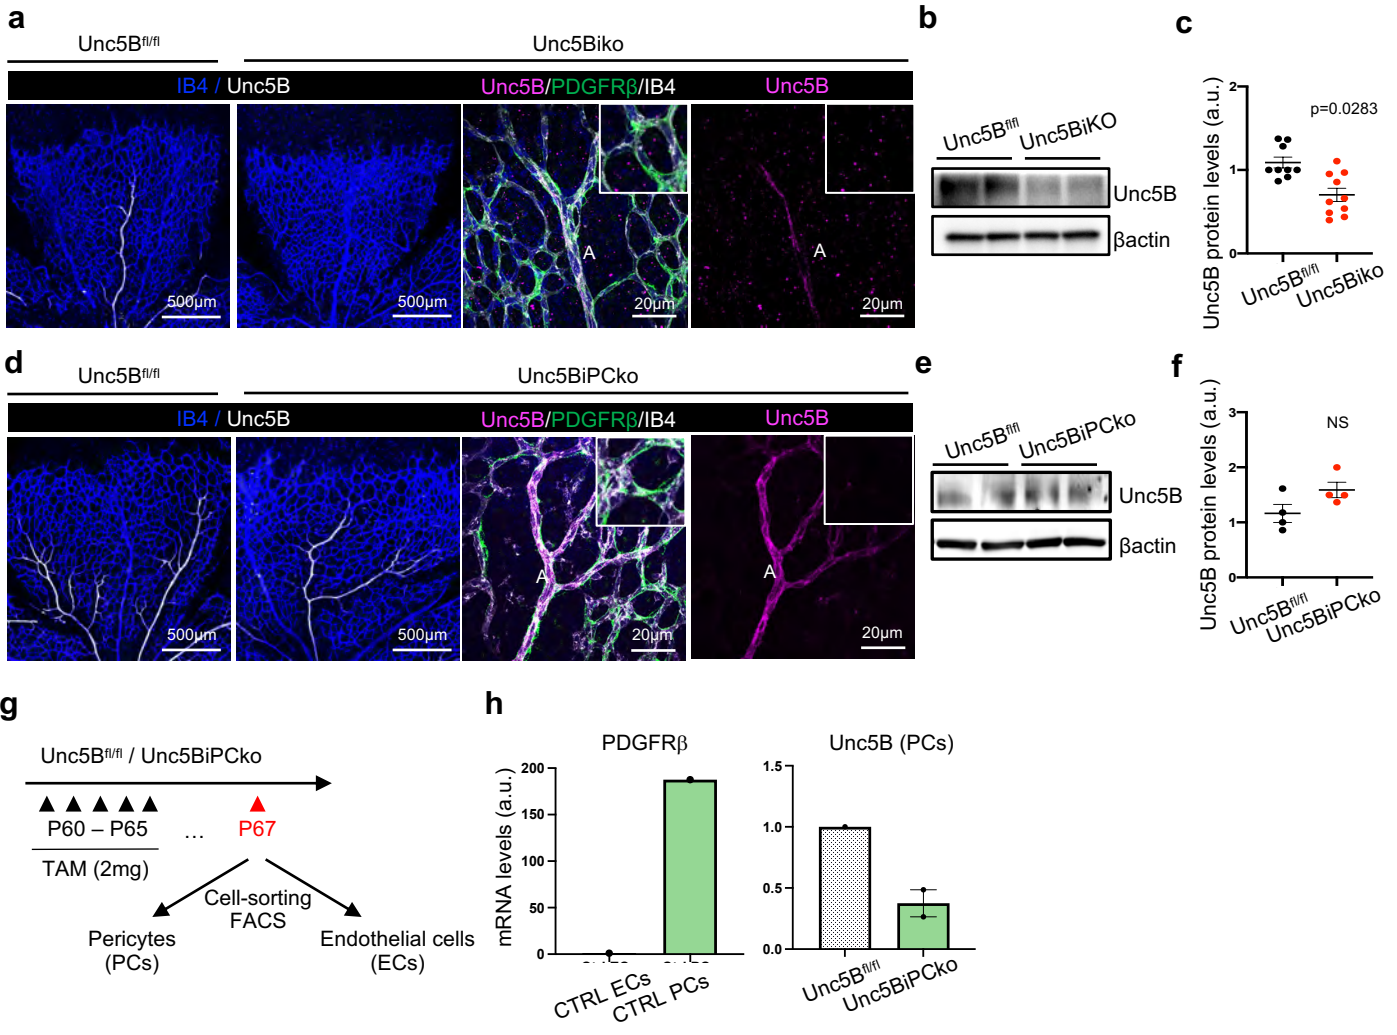 a
Unc5Bfl/fl
Unc5Biko
IB4 / Unc5B
Unc5B/PDGFRβ/IB4
Unc5B
500µm
500µm
A
20µm
A
20µm
b
Unc5Bfl/fl
Unc5BiKO
Unc5B
βactin
c
Unc5B protein levels (a.u.)
2
1
0
p=0.0283
Unc5Bfl/fl
Unc5Biko
d
Unc5Bfl/fl
Unc5BiPCko
IB4 / Unc5B
Unc5B/PDGFRβ/IB4
Unc5B
500µm
500µm
A
20µm
A
20µm
e
Unc5Bfl/fl
Unc5BiPCko
Unc5B
βactin
f
Unc5B protein levels (a.u.)
3
2
1
0
NS
Unc5Bfl/fl
Unc5BiPCko
g
Unc5Bfl/fl / Unc5BiPCko
P60 – P65
...
P67
TAM (2mg)
Cell-sorting
FACS
Pericytes
(PCs)
Endothelial cells
(ECs)
h
PDGFRβ
mRNA levels (a.u.)
200
150
100
50
0
CTRL ECs
CTRL PCs
Unc5B (PCs)
1.5
1.0
0.5
0.0
Unc5Bfl/fl
Unc5BiPCko